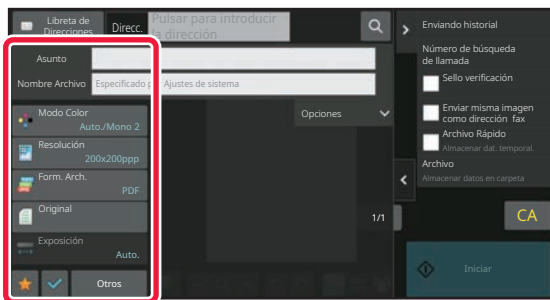 Libreta de
Direcciones
Direcc.
Pulsar para introducir
la dirección
Asunto
Nombre Archivo
Especificado por Ajustes de sistema
Modo Color
Auto./Mono 2
Resolución
200x200ppp
Form. Arch.
PDF
Original
Exposición
Auto.
Otros
Opciones
1/1
Enviando historial
Número de búsqueda
de llamada
Sello verificación
Enviar misma imagen
como dirección fax
Archivo Rápido
Almacenar dat. temporal.
Archivo
Almacenar datos en carpeta
CA
Iniciar